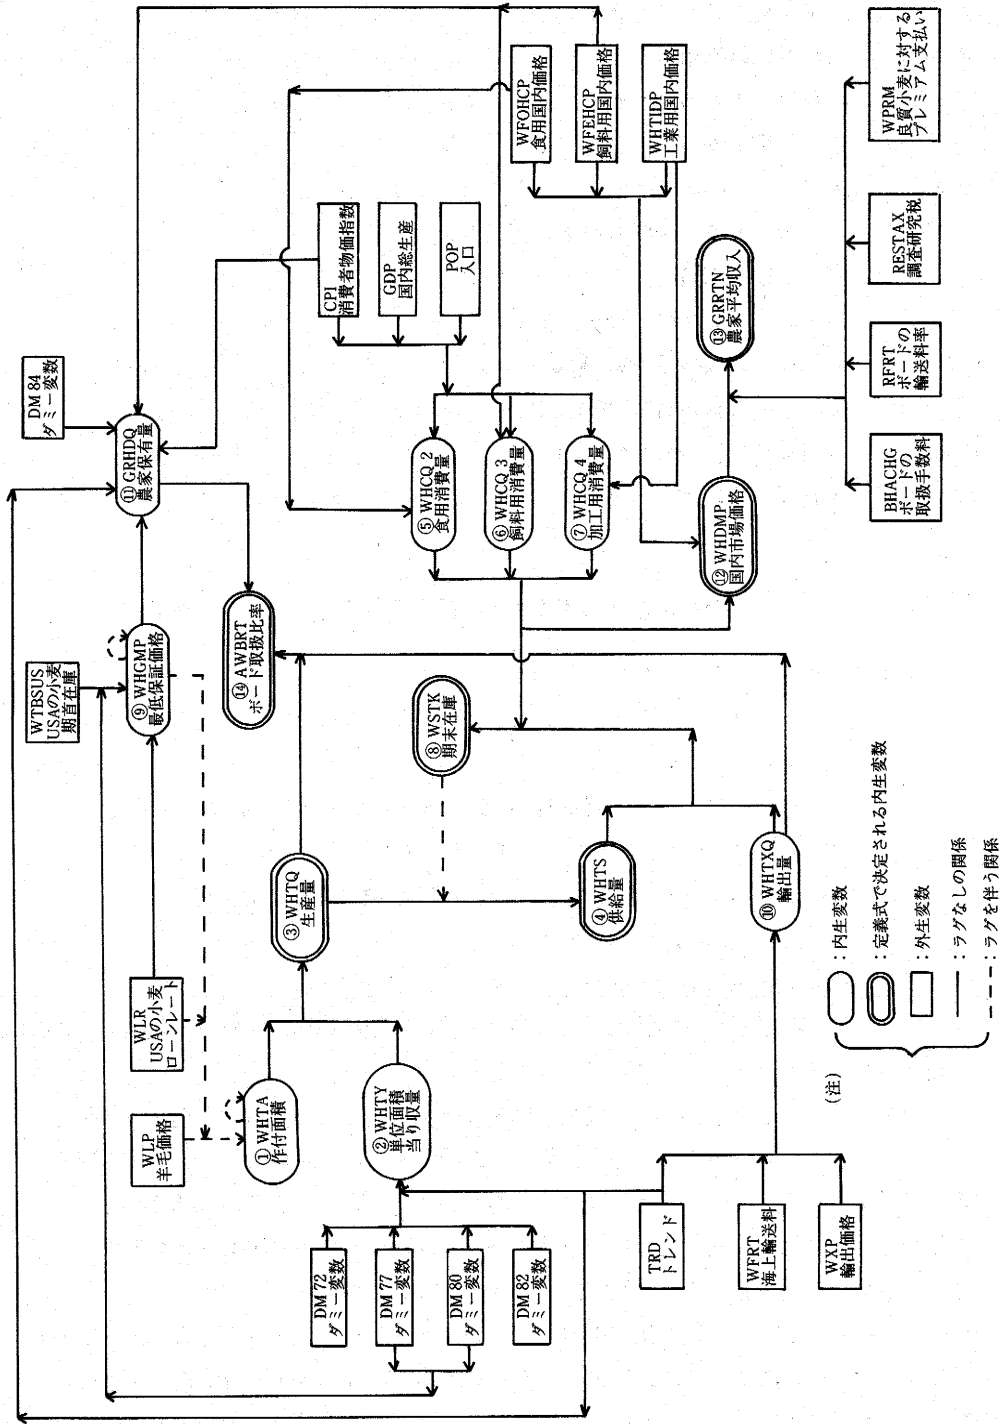 WLP
羊毛価格
WLR
USAの小麦
ローンレート
WTBSUS
USAの小麦
期首在庫
DM 84
ダミー変数
⑨ WHGMP
最低保証価格
⑪ GRHDQ
農家保有量
① WHTA
作付面積
② WHTY
単位面積
当り収量
③ WHTQ
生産量
⑭ AWBRT
ボード取扱比率
CPI
消費者物価指数
GDP
国内総生産
POP
人口
DM 72
ダミー変数
DM 77
ダミー変数
DM 80
ダミー変数
DM 82
ダミー変数
⑧ WSTK
期末在庫
⑤ WHCQ 2
食用消費量
⑥ WHCQ 3
飼料用消費量
⑦ WHCQ 4
加工用消費量
WFOHCP
食用国内価格
WFEHCP
飼料用国内価格
WHTIDP
工業用国内価格
④ WHTS
供給量
TRD
トレンド
WFRT
海上輸送料
WXP
輸出価格
⑩ WHTXQ
輸出量
⑫ WHDMP
国内市場価格
⑬ GRRTN
農家平均収入
BHACHG
ボードの
取扱手数料
RFRT
ボードの
輸送料率
RESTAX
調査研究税
WPRM
良質小麦に対する
プレミアム支払い
(注)
:内生変数
:定義式で決定される内生変数
:外生変数
:ラグなしの関係
:ラグを伴う関係